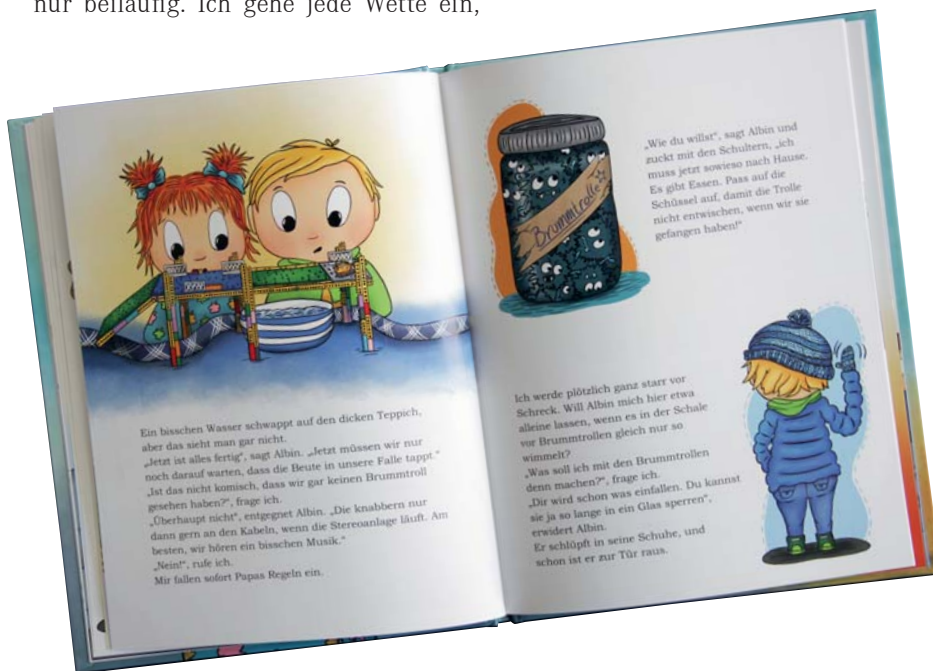 nur beiläufig. Ich gehe jede Wette ein,
Ein bisschen Wasser schwappt auf den dicken Teppich,
aber das sieht man gar nicht.
„Jetzt ist alles fertig“, sagt Albin. „Jetzt müssen wir nur
noch darauf warten, dass die Beute in unsere Falle tappt.“
„Ist das nicht komisch, dass wir gar keinen Brummtroll
gesehen haben?“, frage ich.
„Überhaupt nicht“, entgegnet Albin. „Die knabbern nur
dann gern an den Kabeln, wenn die Stereoanlage läuft. Am
besten, wir hören ein bisschen Musik.“
„Nein!“, rufe ich.
Mir fallen sofort Papas Regeln ein.
Brummtrolle
„Wie du willst“, sagt Albin und
zuckt mit den Schultern, „ich
muss jetzt sowieso nach Hause.
Es gibt Essen. Pass auf die
Schüssel auf, damit die Trolle
nicht entwischen, wenn wir sie
gefangen haben!“
Ich werde plötzlich ganz starr vor
Schreck. Will Albin mich hier etwa
alleine lassen, wenn es in der Schale
vor Brummtrollen gleich nur so
wimmelt?
„Was soll ich mit den Brummtrollen
denn machen?“, frage ich.
„Dir wird schon was einfallen. Du kannst
sie ja so lange in ein Glas sperren“,
erwidert Albin.
Er schlüpft in seine Schuhe, und
schon ist er zur Tür raus.